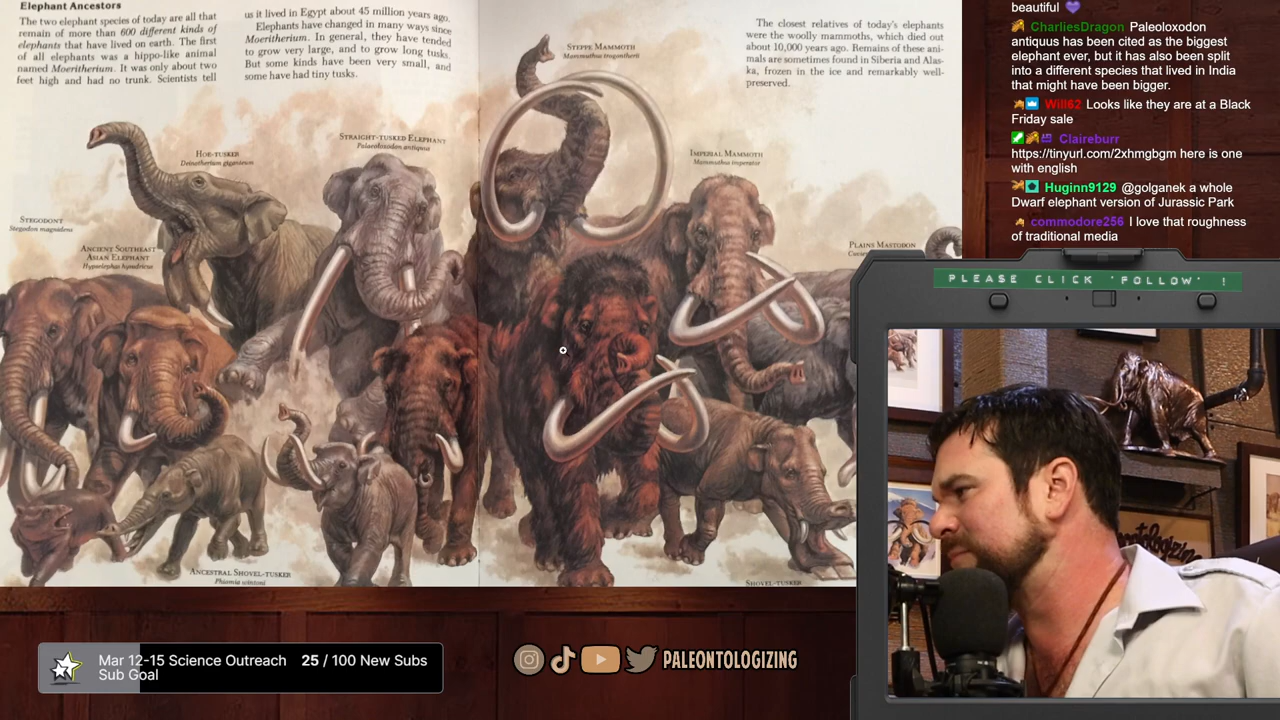 Elephant Ancestors
The two elephant species of today are all that
remain of more than 600 different kinds of
elephants that have lived on earth. The first
of all elephants was a hippo-like animal
named Moeritherium. It was only about two
feet high and had no trunk. Scientists tell
us it lived in Egypt about 45 million years ago.
Elephants have changed in many ways since
Moeritherium. In general, they have tended
to grow very large, and to grow long tusks.
But some kinds have been very small, and
some have had tiny tusks.
The closest relatives of today's elephants
were the woolly mammoths, which died out
about 10,000 years ago. Remains of these ani-
mals are sometimes found in Siberia and Alas-
ka, frozen in the ice and remarkably well-
preserved.
STEPPE MAMMOTH
Mammuthus trogontherii
STRAIGHT-TUSKED ELEPHANT
Palaeoloxodon antiquus
HOE-TUSKER
Deinotherium giganteum
IMPERIAL MAMMOTH
Mammuthus imperator
STEGODONT
Stegodon magnidens
ANCIENT SOUTHEAST
ASIAN ELEPHANT
Hypselephas hysudricus
PLAINS MASTODON
ANCESTRAL SHOVEL-TUSKER
Phiomia wintoni
SHOVEL-TUSKER
beautiful
CharliesDragon Paleoloxodon
antiquus has been cited as the biggest
elephant ever, but it has also been split
into a different species that lived in India
that might have been bigger.
Will62 Looks like they are at a Black
Friday sale
Claireburr
https://tinyurl.com/2xhmgbgm here is one
with english
Huginn9129 @golganek a whole
Dwarf elephant version of Jurassic Park
commodore256 I love that roughness
of traditional media
PLEASE CLICK 'FOLLOW' !
Mar 12-15 Science Outreach 25 / 100 New Subs
Sub Goal
PALEONTOLOGIZING